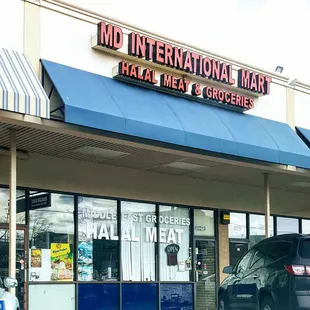 MD INTERNATIONAL MART
HALAL MEAT & GROCERIES
MIDDLE EAST GROCERIES
HALAL MEAT
OPEN